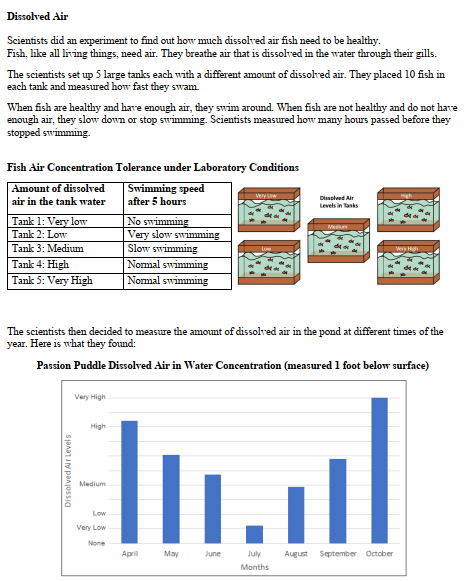 Dissolved Air
Scientists did an experiment to find out how much dissolved air fish need to be healthy.
Fish, like all living things, need air. They breathe air that is dissolved in the water through their gills.
The scientists set up 5 large tanks each with a different amount of dissolved air. They placed 10 fish in
each tank and measured how fast they swam.
When fish are healthy and have enough air, they swim around. When fish are not healthy and do not have
enough air, they slow down or stop swimming. Scientists measured how many hours passed before they
stopped swimming.
Fish Air Concentration Tolerance under Laboratory Conditions
Amount of dissolved air in the tank water Swimming speed after 5 hours
Tank 1: Very low No swimming
Tank 2: Low Very slow swimming
Tank 3: Medium Slow swimming
Tank 4: High Normal swimming
Tank 5: Very High Normal swimming
Very Low
Dissolved Air
Levels in Tanks
High
Medium
Low
Very High
The scientists then decided to measure the amount of dissolved air in the pond at different times of the
year. Here is what they found:
Passion Puddle Dissolved Air in Water Concentration (measured 1 foot below surface)
Dissolved Air Levels
Very High
High
Medium
Low
Very Low
None
April May June July August September October
Months